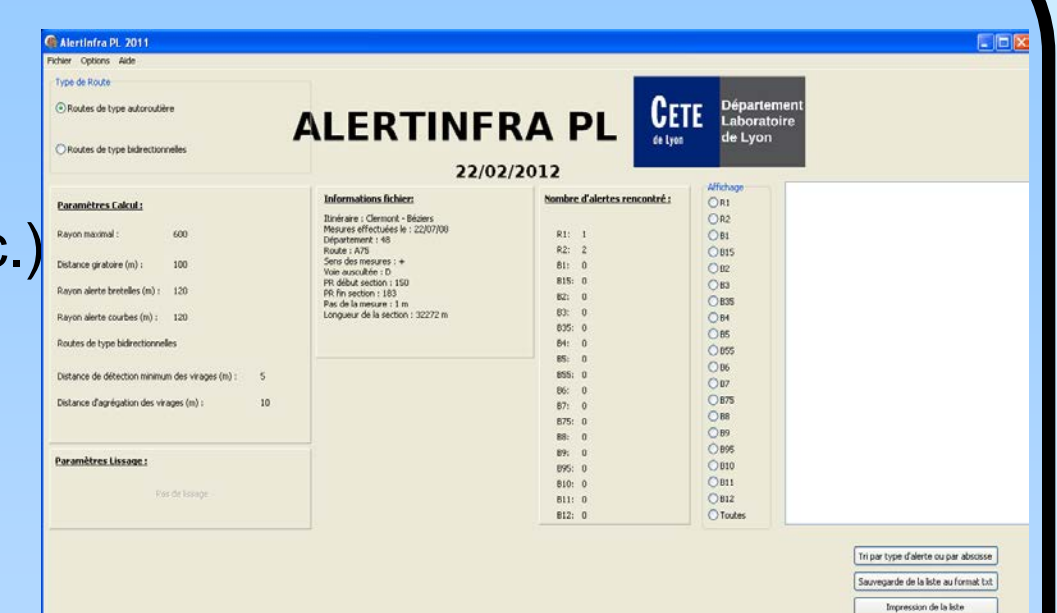 c.)
AlertInfra PL 2011
Fichier Options Aide
Type de Route
Routes de type autoroutière
Routes de type bidirectionnelles
ALERTINFRA PL
22/02/2012
CETE
de Lyon
Département
Laboratoire
de Lyon
Paramètres Calcul :
Rayon maximal : 600
Distance giratoire (m) : 100
Rayon alerte bretelles (m) : 120
Rayon alerte courbes (m) : 120
Routes de type bidirectionnelles
Distance de détection minimum des virages (m) : 5
Distance d'agrégation des virages (m) : 10
Paramètres Lissage :
Pas de lissage
Informations fichier:
Itinéraire : Clermont - Béziers
Mesures effectuées le : 22/07/08
Département : 48
Route : A75
Sens des mesures : +
Voie auscultée : D
PR début section : 150
PR fin section : 183
Pas de la mesure : 1 m
Longueur de la section : 32272 m
Nombre d'alertes rencontré :
R1: 1
R2: 2
B1: 0
B15: 0
B2: 0
B3: 0
B35: 0
B4: 0
B5: 0
B55: 0
B6: 0
B7: 0
B75: 0
B8: 0
B9: 0
B95: 0
B10: 0
B11: 0
B12: 0
Affichage
R1
R2
B1
B15
B2
B3
B35
B4
B5
B55
B6
B7
B75
B8
B9
B95
B10
B11
B12
Toutes
Tri par type d'alerte ou par abscisse
Sauvegarde de la liste au format txt
Impression de la liste